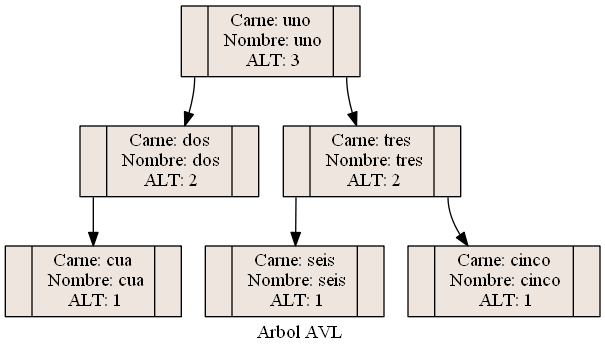 Carne: uno
Nombre: uno
ALT: 3
Carne: dos
Nombre: dos
ALT: 2
Carne: tres
Nombre: tres
ALT: 2
Carne: cua
Nombre: cua
ALT: 1
Carne: seis
Nombre: seis
ALT: 1
Carne: cinco
Nombre: cinco
ALT: 1
Arbol AVL